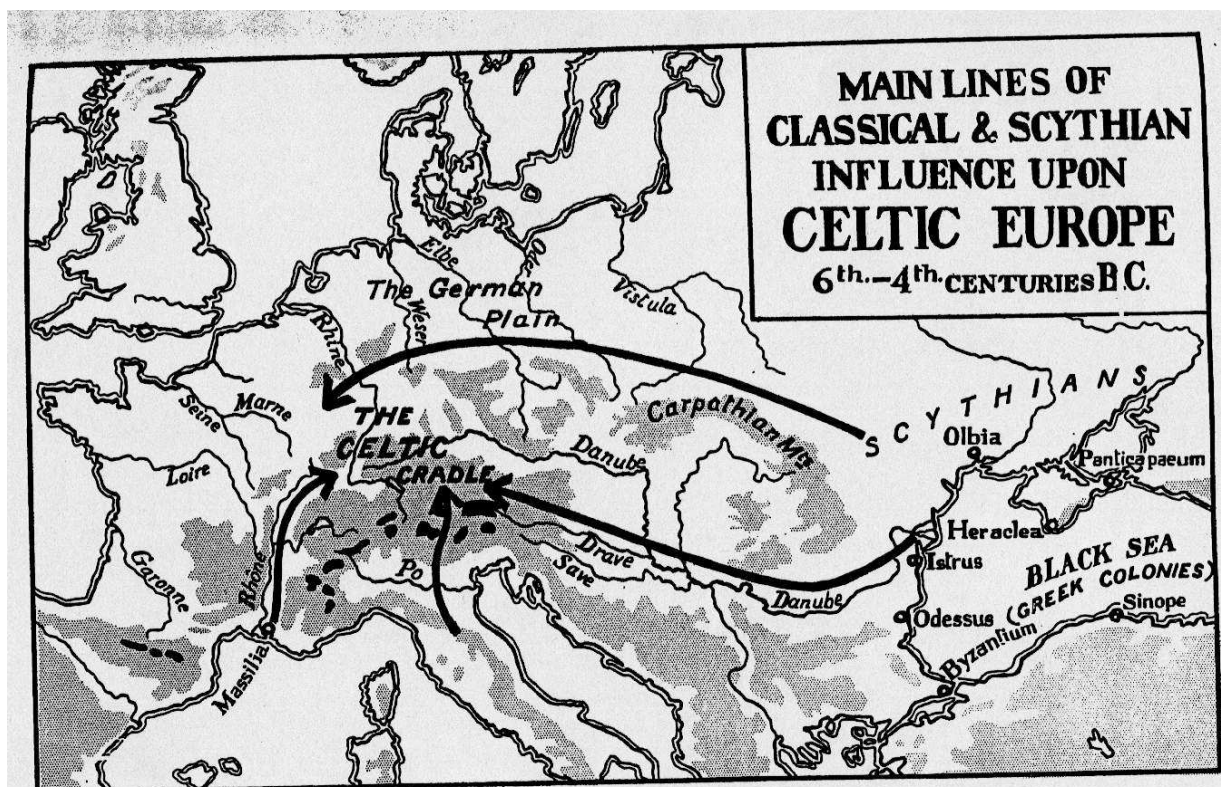 MAIN LINES OF
CLASSICAL & SCYTHIAN
INFLUENCE UPON
CELTIC EUROPE
6th.–4th. CENTURIES B.C.
Elbe
Oder
The German
Plain
Weser
Rhine
Vistula
Seine
Marne
THE
CELTIC
CRADLE
Loire
Danube
Carpathian Mts
SCYTHIANS
Olbia
Panticapaeum
Heraclea
Istrus
BLACK SEA
(GREEK COLONIES)
Garonne
Rhône
Po
Drave
Save
Danube
Odessus
Sinope
Byzantium
Massilia